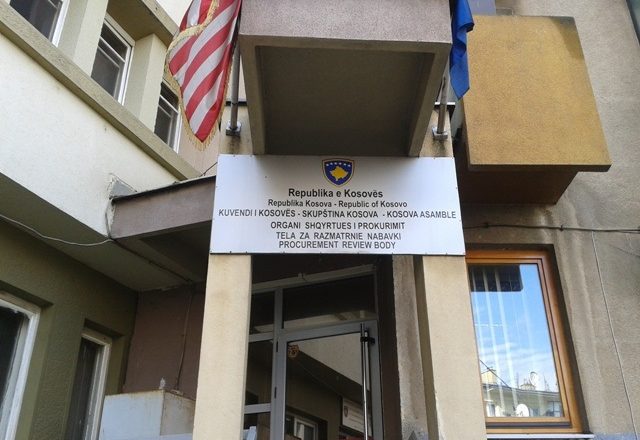 Republika e Kosovës
Republika Kosova - Republic of Kosovo
KUVENDI I KOSOVËS - SKUPŠTINA KOSOVA - KOSOVA ASAMBLE
ORGANI SHQYRTUES I PROKURIMIT
TELA ZA RAZMATRNIE NABAVKI
PROCUREMENT REVIEW BODY